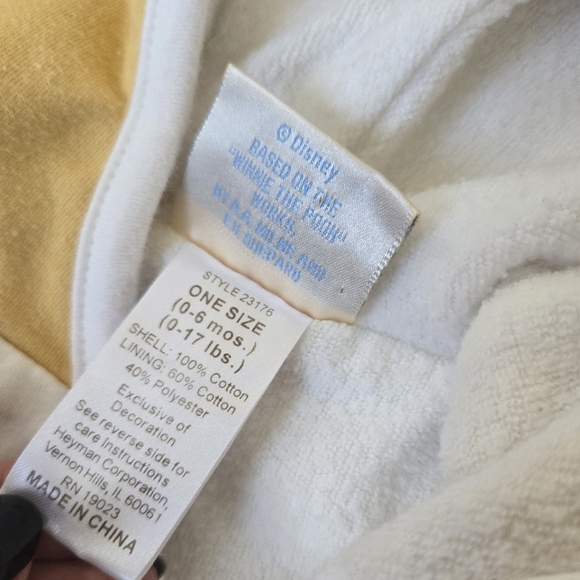 © Disney
BASED ON THE
"WINNIE THE POOH"
WORKS,
BY A.A. MILNE AND
E.H. SHEPARD
STYLE 23176
ONE SIZE
(0-6 mos.)
(0-17 lbs.)
SHELL: 100% Cotton
LINING: 60% Cotton
40% Polyester
Exclusive of
Decoration
See reverse side for
care Instructions
Heyman Corporation,
Vernon Hills, IL 60061
RN 19023
MADE IN CHINA